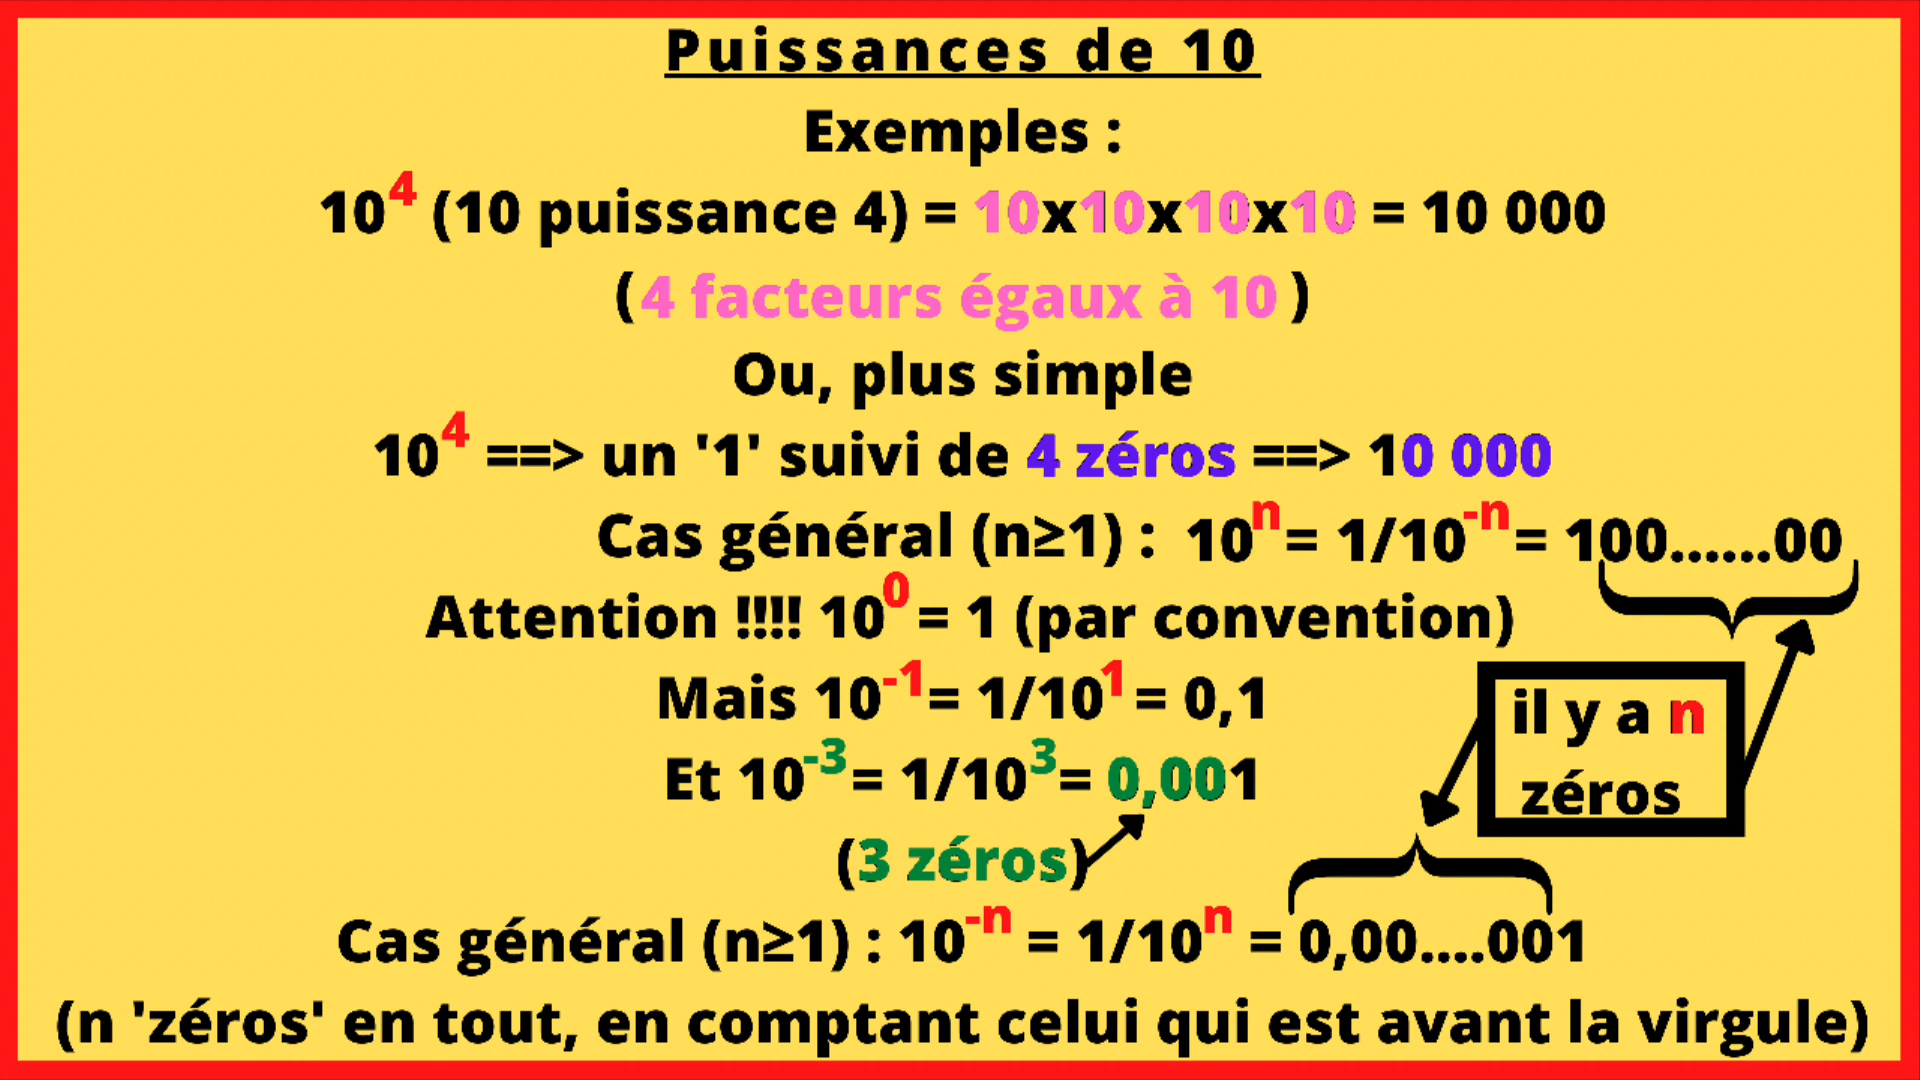 Puissances de 10
Exemples :
10⁴ (10 puissance 4) = 10x10x10x10 = 10 000
(4 facteurs égaux à 10 )
Ou, plus simple
10⁴ ==> un '1' suivi de 4 zéros ==> 10 000
Cas général (n≥1) : 10ⁿ = 1/10⁻ⁿ = 100......00
Attention !!!! 10⁰ = 1 (par convention)
Mais 10⁻¹ = 1/10¹ = 0,1
Et 10⁻³ = 1/10³ = 0,001
il y a n
zéros
(3 zéros)
Cas général (n≥1) : 10⁻ⁿ = 1/10ⁿ = 0,00....001
(n 'zéros' en tout, en comptant celui qui est avant la virgule)